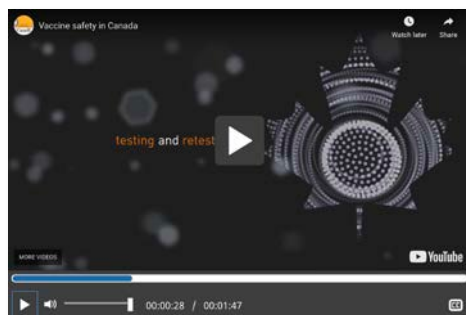 Vaccine safety in Canada
Watch later
Share
testing and retest
MORE VIDEOS
YouTube
00:00:28 / 00:01:47
CC